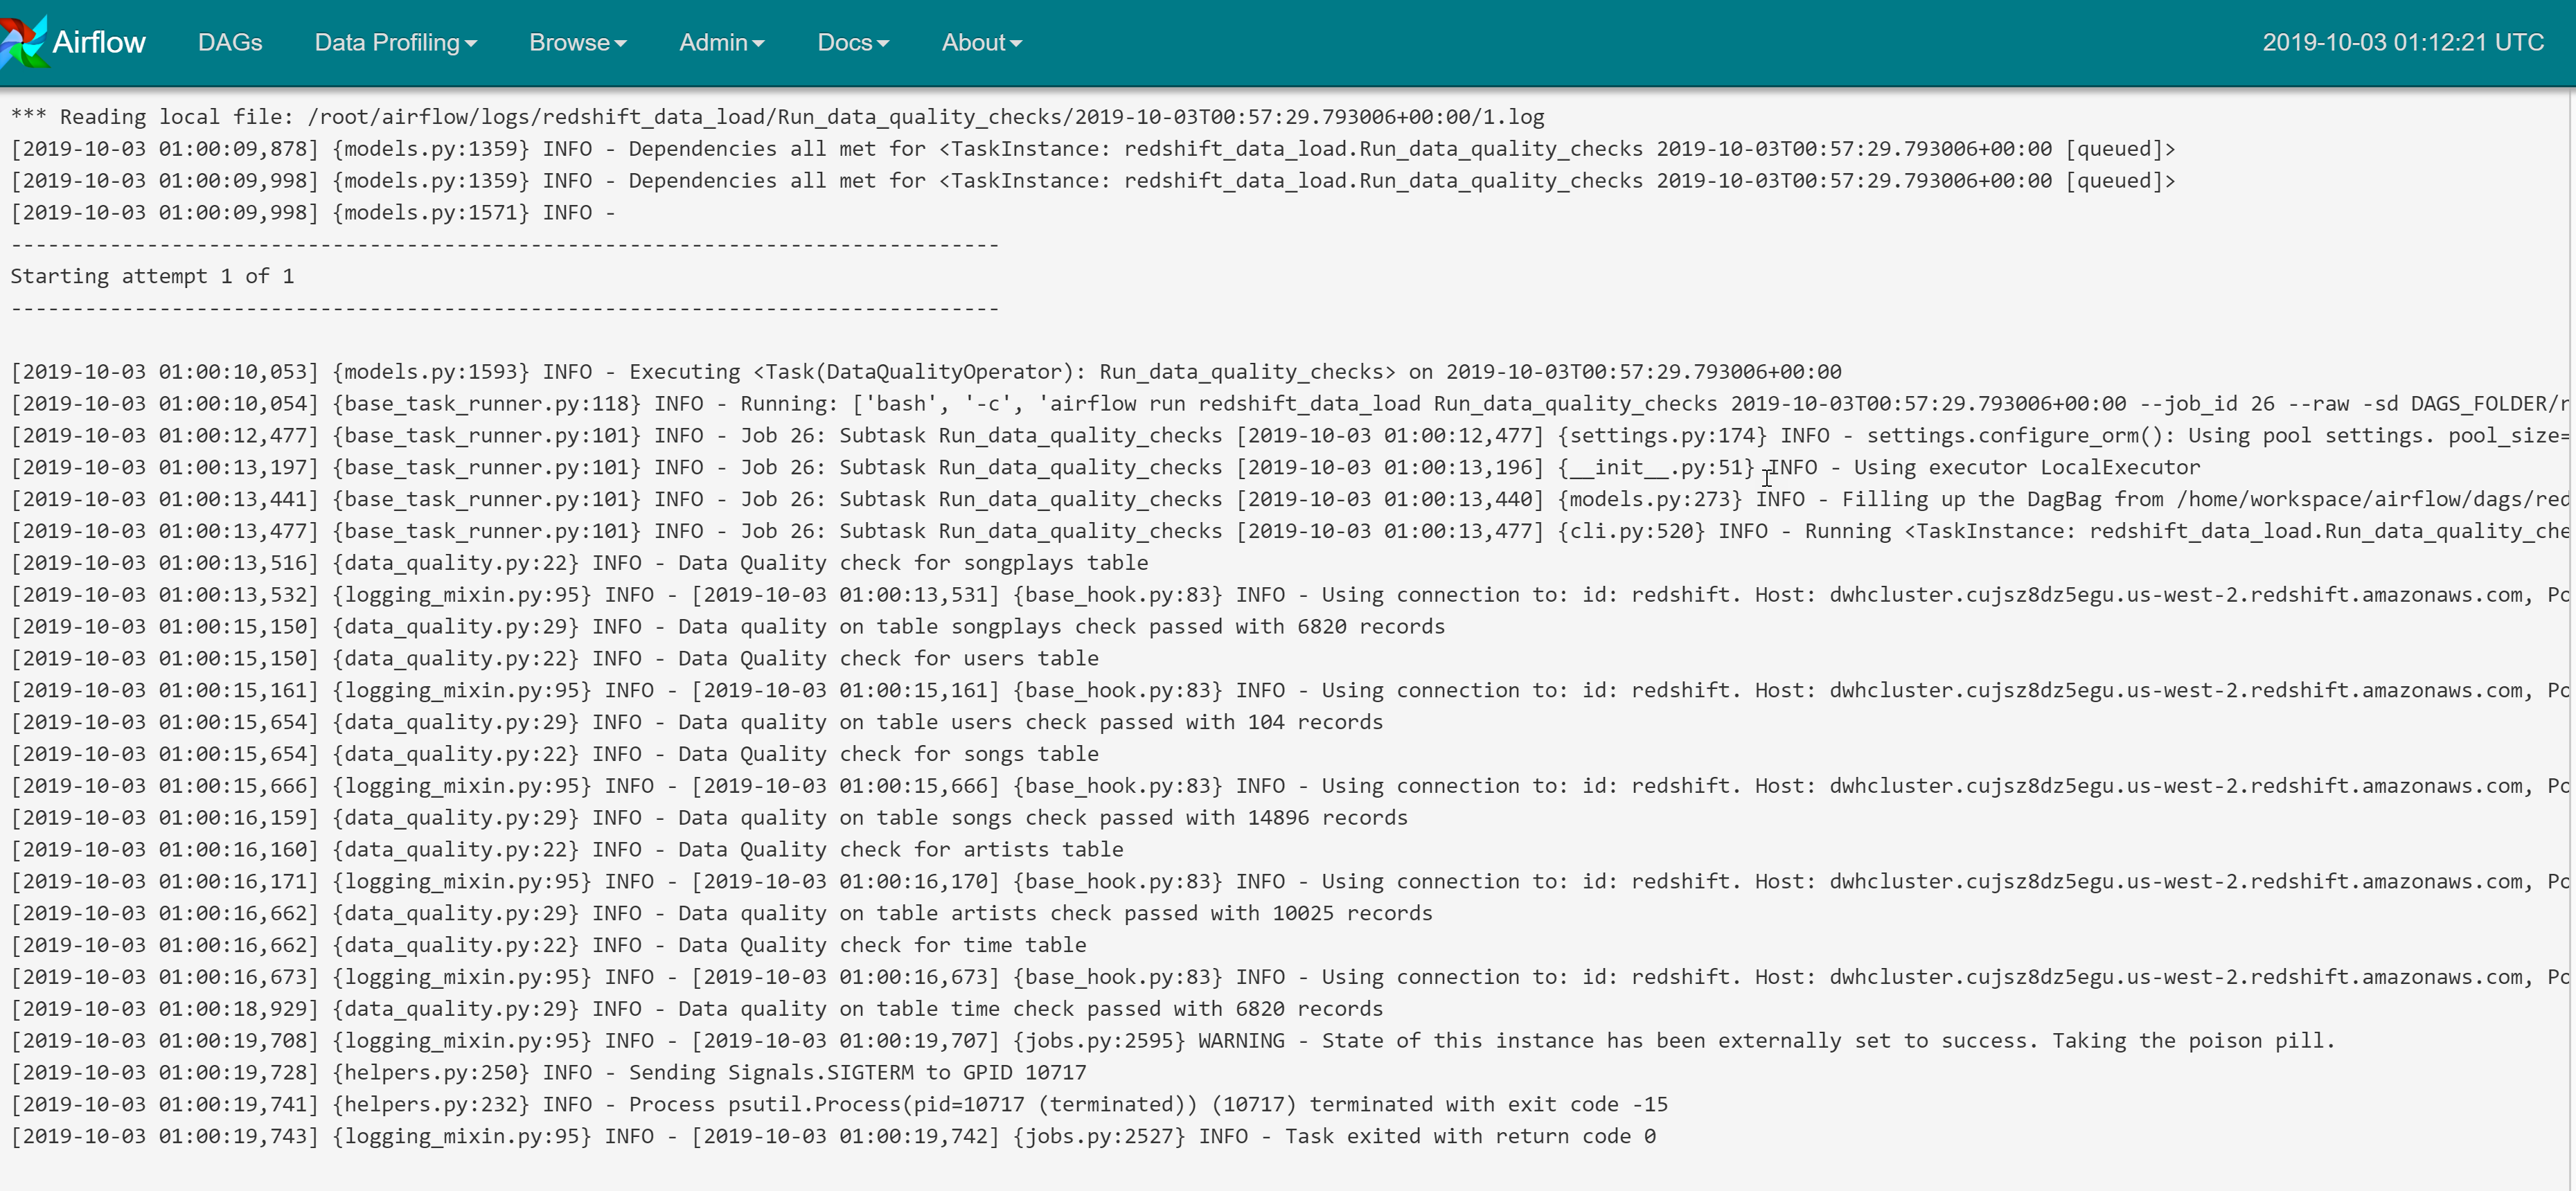 Airflow DAGs Data Profiling Browse Admin Docs About 2019-10-03 01:12:21 UTC
*** Reading local file: /root/airflow/logs/redshift_data_load/Run_data_quality_checks/2019-10-03T00:57:29.793006+00:00/1.log
[2019-10-03 01:00:09,878] {models.py:1359} INFO - Dependencies all met for <TaskInstance: redshift_data_load.Run_data_quality_checks 2019-10-03T00:57:29.793006+00:00 [queued]>
[2019-10-03 01:00:09,998] {models.py:1359} INFO - Dependencies all met for <TaskInstance: redshift_data_load.Run_data_quality_checks 2019-10-03T00:57:29.793006+00:00 [queued]>
[2019-10-03 01:00:09,998] {models.py:1571} INFO -
--------------------------------------------------------------------------------
Starting attempt 1 of 1
--------------------------------------------------------------------------------
[2019-10-03 01:00:10,053] {models.py:1593} INFO - Executing <Task(DataQualityOperator): Run_data_quality_checks> on 2019-10-03T00:57:29.793006+00:00
[2019-10-03 01:00:10,054] {base_task_runner.py:118} INFO - Running: ['bash', '-c', 'airflow run redshift_data_load Run_data_quality_checks 2019-10-03T00:57:29.793006+00:00 --job_id 26 --raw -sd DAGS_FOLDER/r
[2019-10-03 01:00:12,477] {base_task_runner.py:101} INFO - Job 26: Subtask Run_data_quality_checks [2019-10-03 01:00:12,477] {settings.py:174} INFO - settings.configure_orm(): Using pool settings. pool_size=
[2019-10-03 01:00:13,197] {base_task_runner.py:101} INFO - Job 26: Subtask Run_data_quality_checks [2019-10-03 01:00:13,196] {__init__.py:51} INFO - Using executor LocalExecutor
[2019-10-03 01:00:13,441] {base_task_runner.py:101} INFO - Job 26: Subtask Run_data_quality_checks [2019-10-03 01:00:13,440] {models.py:273} INFO - Filling up the DagBag from /home/workspace/airflow/dags/red
[2019-10-03 01:00:13,477] {base_task_runner.py:101} INFO - Job 26: Subtask Run_data_quality_checks [2019-10-03 01:00:13,477] {cli.py:520} INFO - Running <TaskInstance: redshift_data_load.Run_data_quality_che
[2019-10-03 01:00:13,516] {data_quality.py:22} INFO - Data Quality check for songplays table
[2019-10-03 01:00:13,532] {logging_mixin.py:95} INFO - [2019-10-03 01:00:13,531] {base_hook.py:83} INFO - Using connection to: id: redshift. Host: dwhcluster.cujsz8dz5egu.us-west-2.redshift.amazonaws.com, Po
[2019-10-03 01:00:15,150] {data_quality.py:29} INFO - Data quality on table songplays check passed with 6820 records
[2019-10-03 01:00:15,150] {data_quality.py:22} INFO - Data Quality check for users table
[2019-10-03 01:00:15,161] {logging_mixin.py:95} INFO - [2019-10-03 01:00:15,161] {base_hook.py:83} INFO - Using connection to: id: redshift. Host: dwhcluster.cujsz8dz5egu.us-west-2.redshift.amazonaws.com, Po
[2019-10-03 01:00:15,654] {data_quality.py:29} INFO - Data quality on table users check passed with 104 records
[2019-10-03 01:00:15,654] {data_quality.py:22} INFO - Data Quality check for songs table
[2019-10-03 01:00:15,666] {logging_mixin.py:95} INFO - [2019-10-03 01:00:15,666] {base_hook.py:83} INFO - Using connection to: id: redshift. Host: dwhcluster.cujsz8dz5egu.us-west-2.redshift.amazonaws.com, Po
[2019-10-03 01:00:16,159] {data_quality.py:29} INFO - Data quality on table songs check passed with 14896 records
[2019-10-03 01:00:16,160] {data_quality.py:22} INFO - Data Quality check for artists table
[2019-10-03 01:00:16,171] {logging_mixin.py:95} INFO - [2019-10-03 01:00:16,170] {base_hook.py:83} INFO - Using connection to: id: redshift. Host: dwhcluster.cujsz8dz5egu.us-west-2.redshift.amazonaws.com, Po
[2019-10-03 01:00:16,662] {data_quality.py:29} INFO - Data quality on table artists check passed with 10025 records
[2019-10-03 01:00:16,662] {data_quality.py:22} INFO - Data Quality check for time table
[2019-10-03 01:00:16,673] {logging_mixin.py:95} INFO - [2019-10-03 01:00:16,673] {base_hook.py:83} INFO - Using connection to: id: redshift. Host: dwhcluster.cujsz8dz5egu.us-west-2.redshift.amazonaws.com, Po
[2019-10-03 01:00:18,929] {data_quality.py:29} INFO - Data quality on table time check passed with 6820 records
[2019-10-03 01:00:19,708] {logging_mixin.py:95} INFO - [2019-10-03 01:00:19,707] {jobs.py:2595} WARNING - State of this instance has been externally set to success. Taking the poison pill.
[2019-10-03 01:00:19,728] {helpers.py:250} INFO - Sending Signals.SIGTERM to GPID 10717
[2019-10-03 01:00:19,741] {helpers.py:232} INFO - Process psutil.Process(pid=10717 (terminated)) (10717) terminated with exit code -15
[2019-10-03 01:00:19,743] {logging_mixin.py:95} INFO - [2019-10-03 01:00:19,742] {jobs.py:2527} INFO - Task exited with return code 0